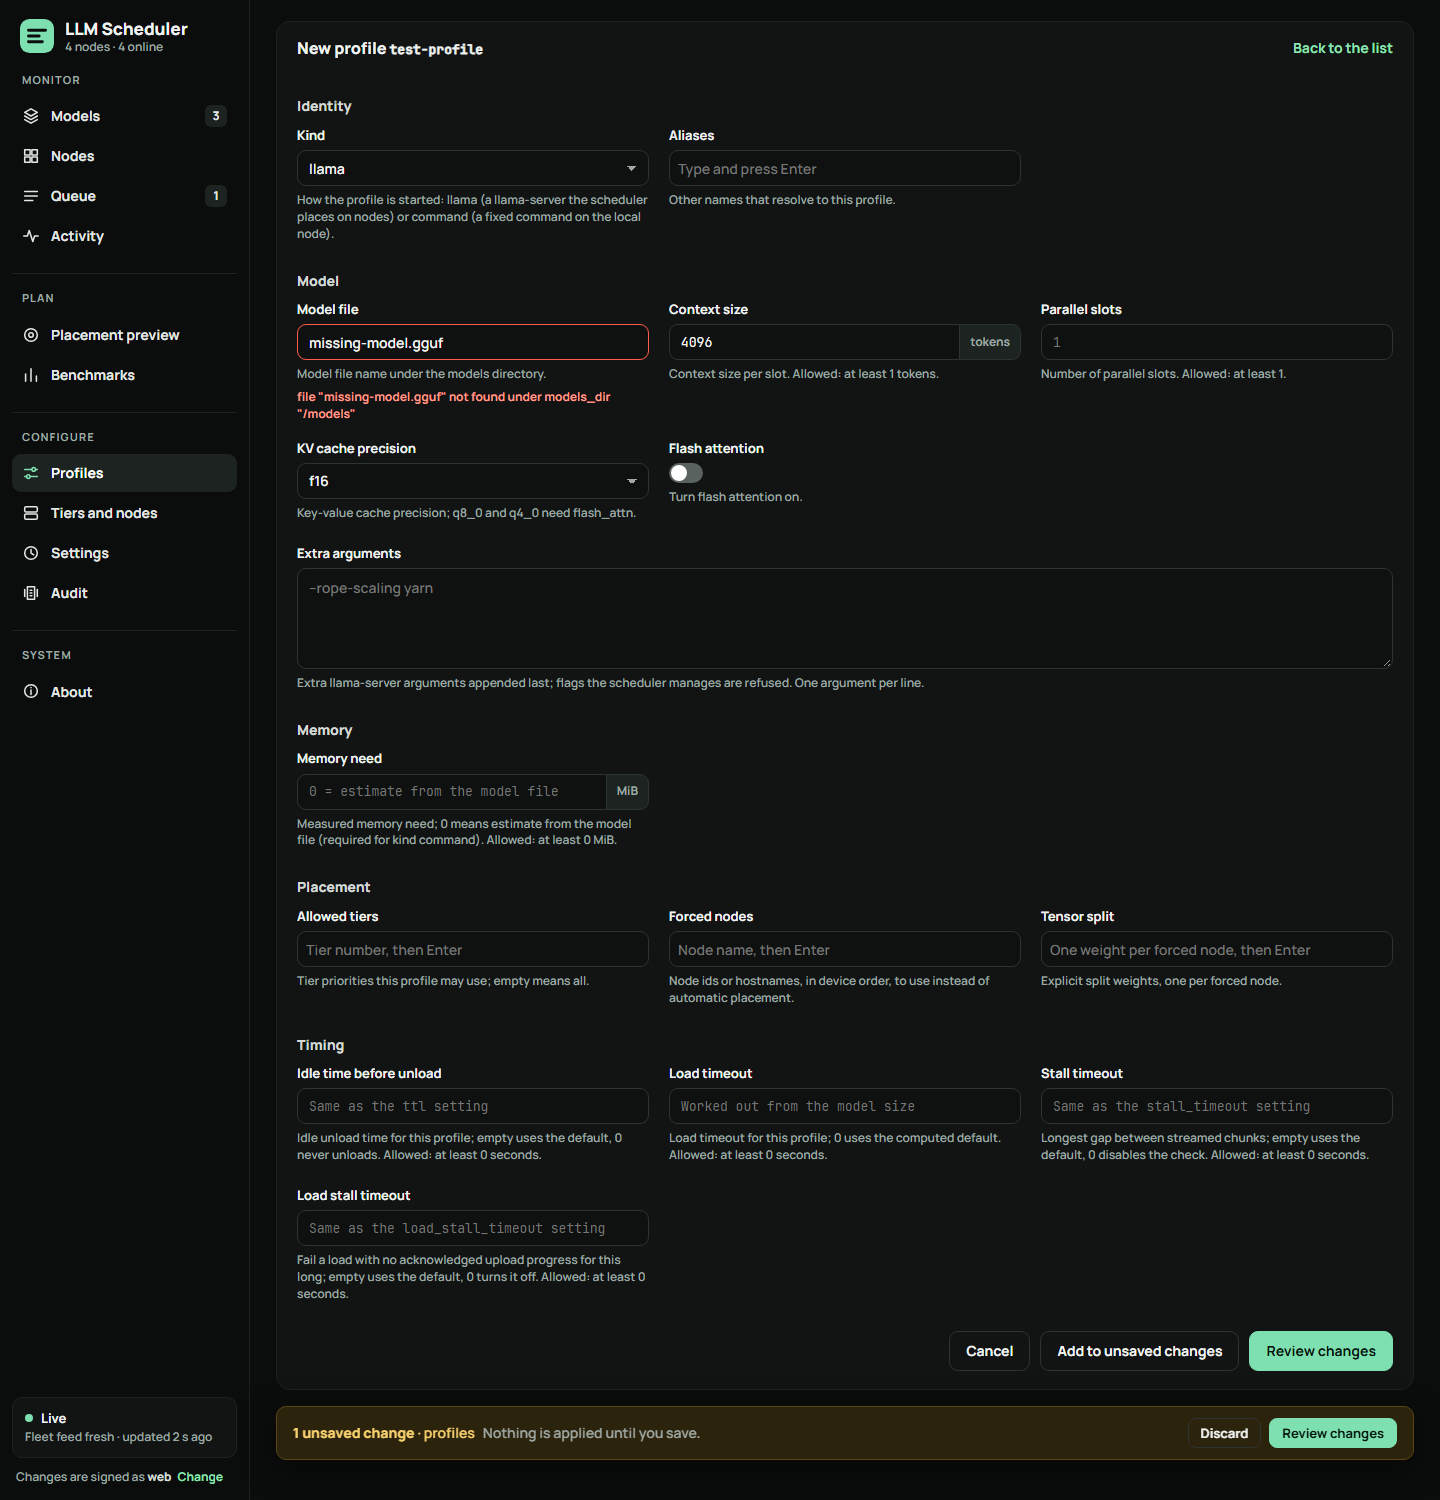 LLM Scheduler
4 nodes · 4 online
MONITOR
Models 3
Nodes
Queue 1
Activity
PLAN
Placement preview
Benchmarks
CONFIGURE
Profiles
Tiers and nodes
Settings
Audit
SYSTEM
About
Live
Fleet feed fresh · updated 2 s ago
Changes are signed as web Change
New profile test-profile
Back to the list
Identity
Kind
llama
How the profile is started: llama (a llama-server the scheduler
places on nodes) or command (a fixed command on the local
node).
Aliases
Type and press Enter
Other names that resolve to this profile.
Model
Model file
missing-model.gguf
Model file name under the models directory.
file "missing-model.gguf" not found under models_dir
"/models"
Context size
4096 tokens
Context size per slot. Allowed: at least 1 tokens.
Parallel slots
1
Number of parallel slots. Allowed: at least 1.
KV cache precision
f16
Key-value cache precision; q8_0 and q4_0 need flash_attn.
Flash attention
Turn flash attention on.
Extra arguments
--rope-scaling yarn
Extra llama-server arguments appended last; flags the scheduler manages are refused. One argument per line.
Memory
Memory need
0 = estimate from the model file MiB
Measured memory need; 0 means estimate from the model
file (required for kind command). Allowed: at least 0 MiB.
Placement
Allowed tiers
Tier number, then Enter
Tier priorities this profile may use; empty means all.
Forced nodes
Node name, then Enter
Node ids or hostnames, in device order, to use instead of
automatic placement.
Tensor split
One weight per forced node, then Enter
Explicit split weights, one per forced node.
Timing
Idle time before unload
Same as the ttl setting
Idle unload time for this profile; empty uses the default, 0
never unloads. Allowed: at least 0 seconds.
Load timeout
Worked out from the model size
Load timeout for this profile; 0 uses the computed default.
Allowed: at least 0 seconds.
Stall timeout
Same as the stall_timeout setting
Longest gap between streamed chunks; empty uses the
default, 0 disables the check. Allowed: at least 0 seconds.
Load stall timeout
Same as the load_stall_timeout setting
Fail a load with no acknowledged upload progress for this
long; empty uses the default, 0 turns it off. Allowed: at least 0
seconds.
Cancel
Add to unsaved changes
Review changes
1 unsaved change · profiles Nothing is applied until you save.
Discard
Review changes